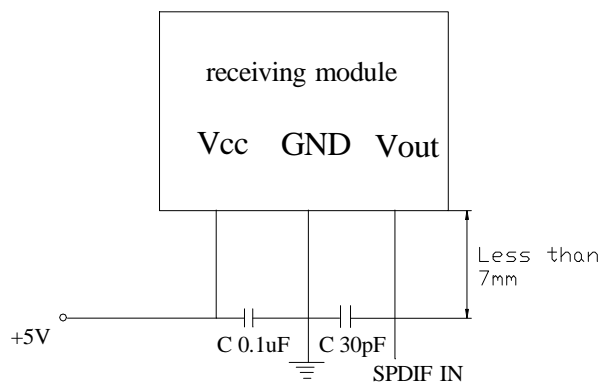 receiving module
Vcc GND Vout
Less than
7mm
+5V
C 0.1uF
C 30pF
SPDIF IN